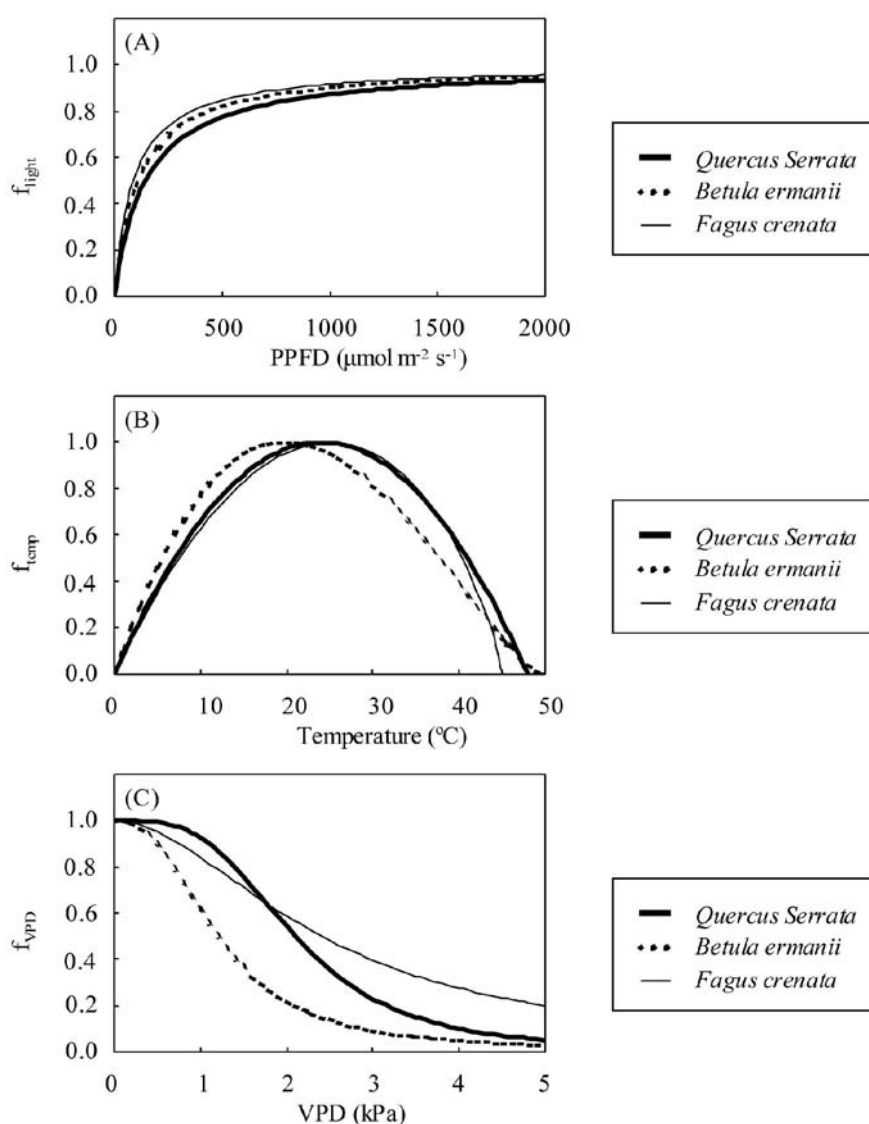 (A)
1.0
0.8
0.6
0.4
0.2
0.0
f_light
0 500 1000 1500 2000
PPFD (μmol m⁻² s⁻¹)
Quercus Serrata
Betula ermanii
Fagus crenata
(B)
1.0
0.8
0.6
0.4
0.2
0.0
f_temp
0 10 20 30 40 50
Temperature (ºC)
Quercus Serrata
Betula ermanii
Fagus crenata
(C)
1.0
0.8
0.6
0.4
0.2
0.0
f_VPD
0 1 2 3 4 5
VPD (kPa)
Quercus Serrata
Betula ermanii
Fagus crenata